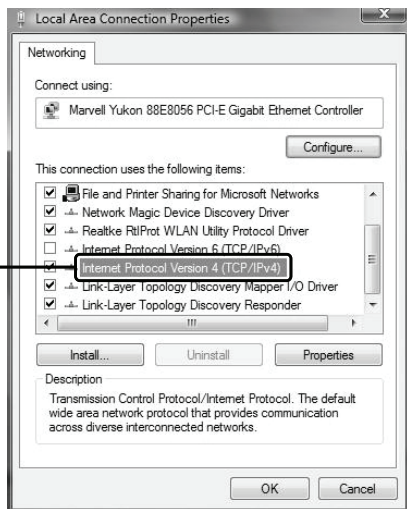 Local Area Connection Properties
Networking
Connect using:
Marvell Yukon 88E8056 PCI-E Gigabit Ethernet Controller
Configure...
This connection uses the following items:
File and Printer Sharing for Microsoft Networks
Network Magic Device Discovery Driver
Realtke RtlProt WLAN Utility Protocol Driver
Internet Protocol Version 6 (TCP/IPv6)
Internet Protocol Version 4 (TCP/IPv4)
Link-Layer Topology Discovery Mapper I/O Driver
Link-Layer Topology Discovery Responder
Install...
Uninstall
Properties
Description
Transmission Control Protocol/Internet Protocol. The default
wide area network protocol that provides communication
across diverse interconnected networks.
OK
Cancel